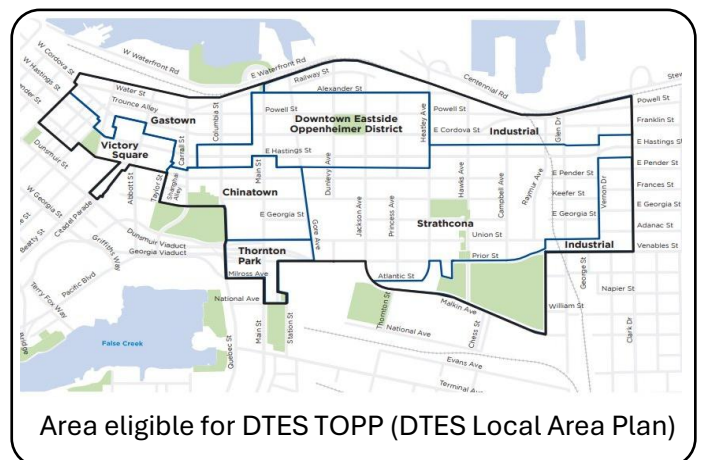 W Cordova St
W Hastings St
nder St
Dunsmuir St
W Georgia St
Citadel Parade
e St
Beatty St
Terry Fox Way
Pacific Blvd
Griffiths Way
Dunsmuir Viaduct
Georgia Viaduct
False Creek
W Waterfront Rd
E Waterfront Rd
Railway St
Alexander St
Centennial Rd
Stew
Water St
Trounce Alley
Gastown
Victory
Square
Abbott St
Taylor St
Shanghai
Alley
Carrall St
Columbia St
Powell St
Downtown Eastside
Oppenheimer District
E Hastings St
Main St
Dunlevy Ave
Heatley Ave
Powell St
E Cordova St
Industrial
Glen Dr
Powell St
Franklin St
E Hastings St
E Pender St
Frances St
E Georgia St
Adanac St
Venables St
Chinatown
E Georgia St
Gore Ave
Jackson Ave
Princess Ave
Hawks Ave
Campbell Ave
Raymur Ave
E Pender St
Keefer St
E Georgia St
Vernon Dr
Strathcona
Union St
Prior St
Industrial
Thornton
Park
Milross Ave
National Ave
Quebec St
Main St
Station St
Atlantic St
Thornton St
Malkin Ave
National Ave
Chess St
Evans Ave
Terminal A
William St
George St
Napier St
Clark Dr
Area eligible for DTES TOPP (DTES Local Area Plan)